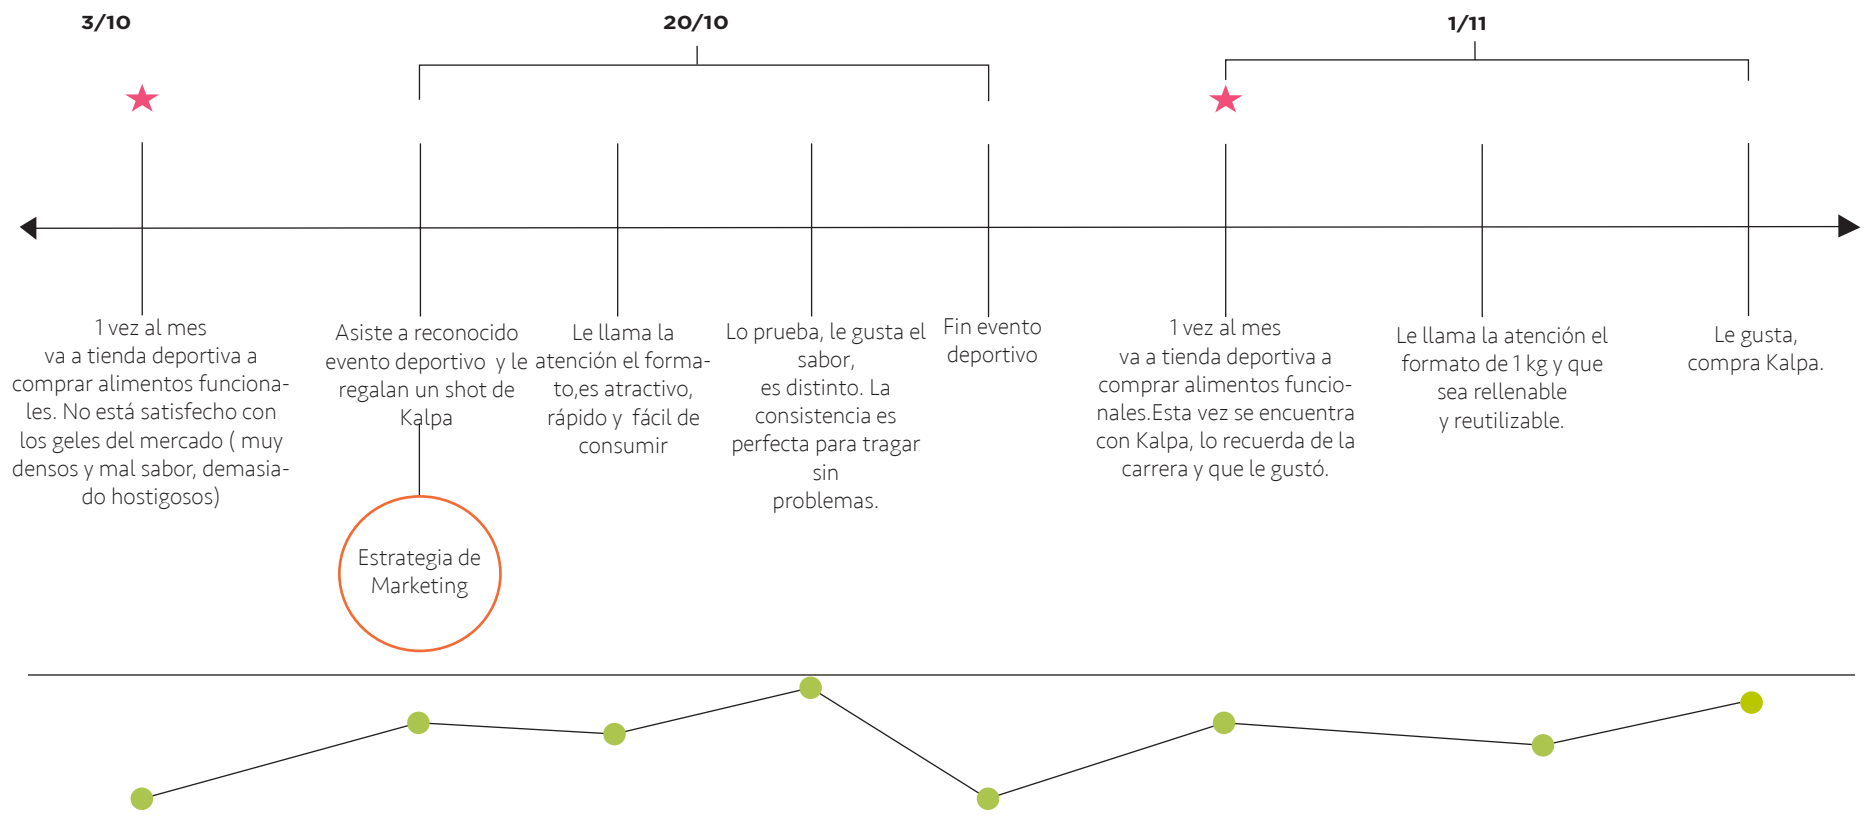 3/10
20/10
1/11
1 vez al mes
va a tienda deportiva a
comprar alimentos funciona-
les. No está satisfecho con
los geles del mercado ( muy
densos y mal sabor, demasia-
do hostigosos)
Asiste a reconocido
evento deportivo y le
regalan un shot de
Kalpa
Estrategia de
Marketing
Le llama la
atención el forma-
to,es atractivo,
rápido y fácil de
consumir
Lo prueba, le gusta el
sabor,
es distinto. La
consistencia es
perfecta para tragar
sin
problemas.
Fin evento
deportivo
1 vez al mes
va a tienda deportiva a
comprar alimentos funcio-
nales.Esta vez se encuentra
con Kalpa, lo recuerda de la
carrera y que le gustó.
Le llama la atención el
formato de 1 kg y que
sea rellenable
y reutilizable.
Le gusta,
compra Kalpa.